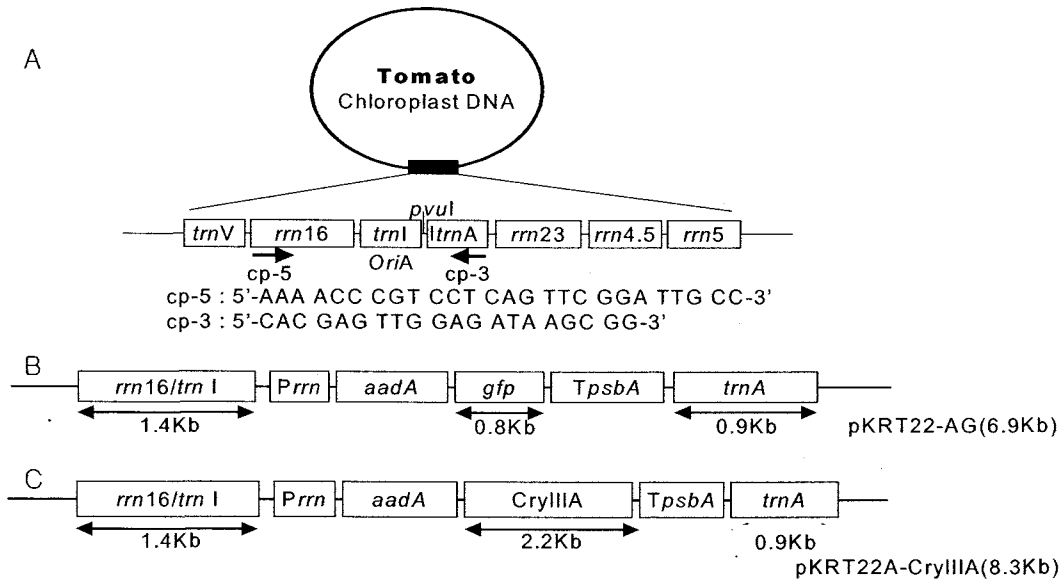 A
Tomato
Chloroplast DNA
pvuI
trnV rrn16 trnI trnA rrn23 rrn4.5 rrn5
OriA
cp-5 cp-3
cp-5 : 5'-AAA ACC CGT CCT CAG TTC GGA TTG CC-3'
cp-3 : 5'-CAC GAG TTG GAG ATA AGC GG-3'
B
rrn16/trn I Prrn aadA gfp TpsbA trnA
1.4Kb 0.8Kb 0.9Kb
pKRT22-AG(6.9Kb)
C
rrn16/trn I Prrn aadA CryIIIA TpsbA trnA
1.4Kb 2.2Kb 0.9Kb
pKRT22A-CryIIIA(8.3Kb)